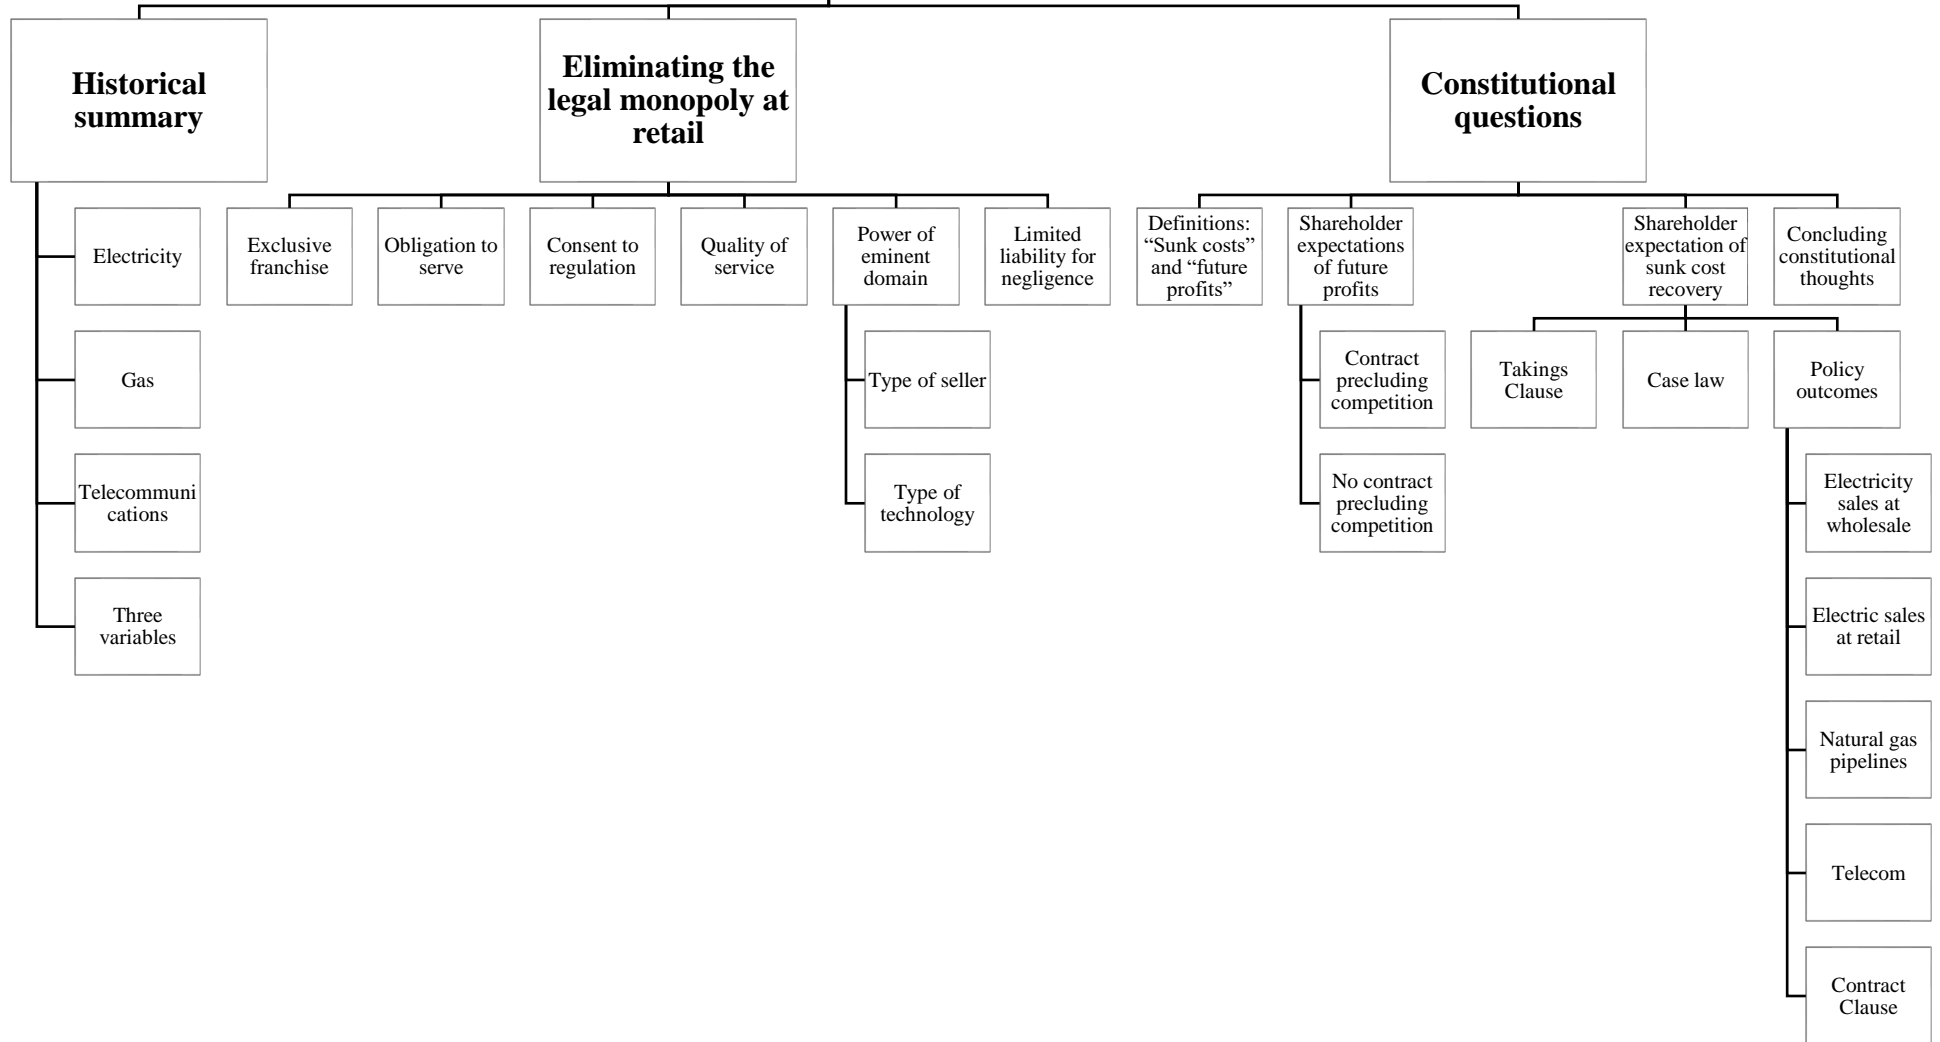 Historical
summary
Eliminating the
legal monopoly at
retail
Constitutional
questions
Electricity
Gas
Telecommuni
cations
Three
variables
Exclusive
franchise
Obligation to
serve
Consent to
regulation
Quality of
service
Power of
eminent
domain
Type of seller
Type of
technology
Limited
liability for
negligence
Definitions:
“Sunk costs”
and “future
profits”
Shareholder
expectations
of future
profits
Contract
precluding
competition
No contract
precluding
competition
Shareholder
expectation of
sunk cost
recovery
Takings
Clause
Case law
Policy
outcomes
Electricity
sales at
wholesale
Electric sales
at retail
Natural gas
pipelines
Telecom
Contract
Clause
Concluding
constitutional
thoughts